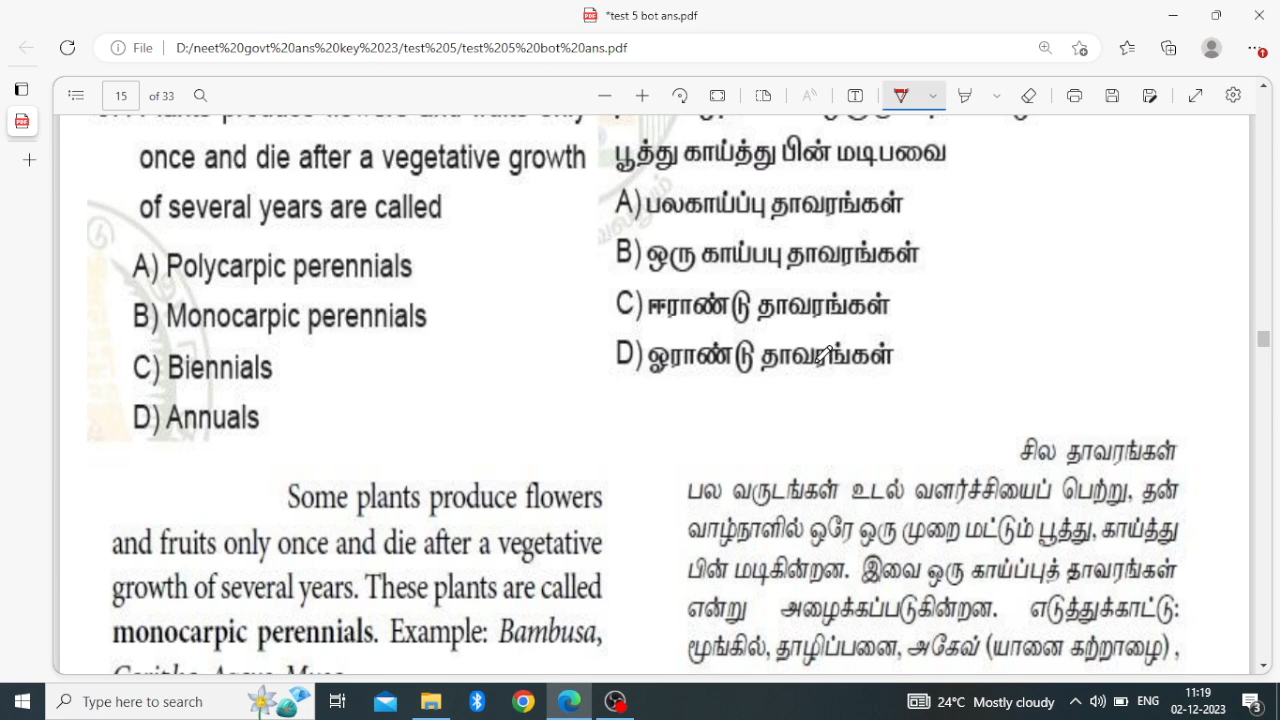 *test 5 bot ans.pdf
File
D:/neet%20govt%20ans%20key%2023/test%205/test%205%20bot%20ans.pdf
15 of 33
once and die after a vegetative growth
of several years are called
A) Polycarpic perennials
B) Monocarpic perennials
C) Biennials
D) Annuals
பூத்து காய்த்து பின் மடிபவை
A) பலகாய்ப்பு தாவரங்கள்
B) ஒரு காய்பபு தாவரங்கள்
C) ஈராண்டு தாவரங்கள்
D) ஓராண்டு தாவரங்கள்
Some plants produce flowers
and fruits only once and die after a vegetative
growth of several years. These plants are called
monocarpic perennials. Example: Bambusa,
சில தாவரங்கள்
பல வருடங்கள் உடல் வளர்ச்சியைப் பெற்று, தன்
வாழ்நாளில் ஒரே ஒரு முறை மட்டும் பூத்து, காய்த்து
பின் மடிகின்றன. இவை ஒரு காய்ப்புத் தாவரங்கள்
என்று அழைக்கப்படுகின்றன. எடுத்துக்காட்டு:
மூங்கில், தாழிப்பனை, அகேவ் (யானை கற்றாழை) ,
Type here to search
24°C Mostly cloudy
ENG
11:19
02-12-2023
3